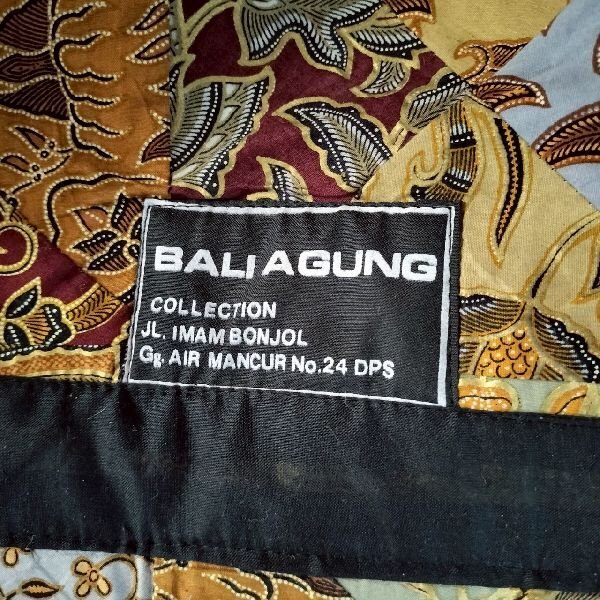 BALI AGUNG
COLLECTION
JL. IMAM BONJOL
Gg. AIR MANCUR No.24 DPS